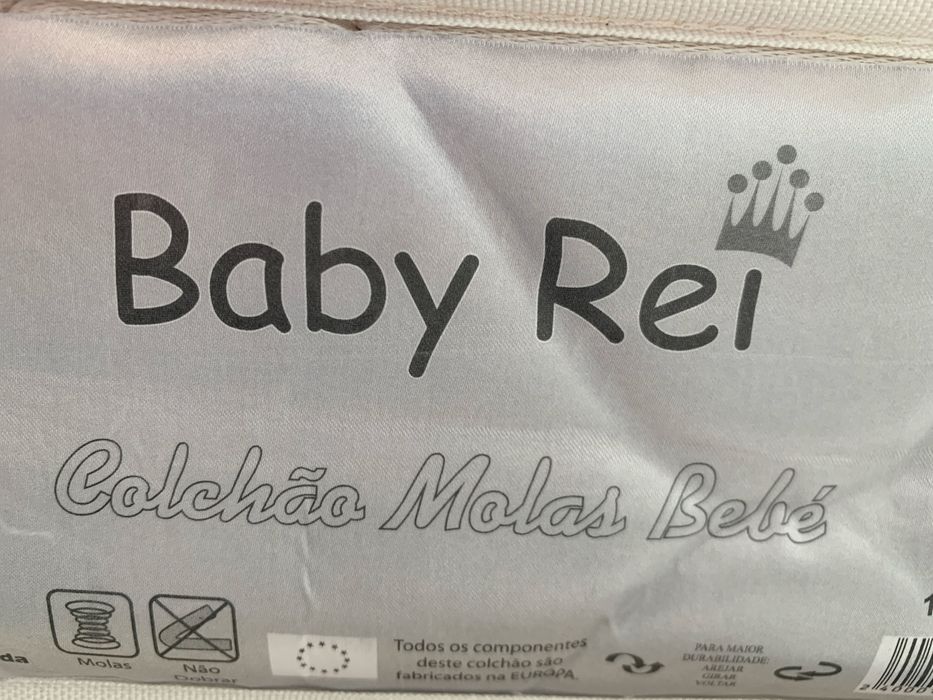 Baby Rei
Colchão Molas Bebé
da
Molas
Não
Dobrar
Todos os componentes
deste colchão são
fabricados na EUROPA.
PARA MAIOR
DURABILIDADE:
AREJAR
GIRAR
VOLTAR